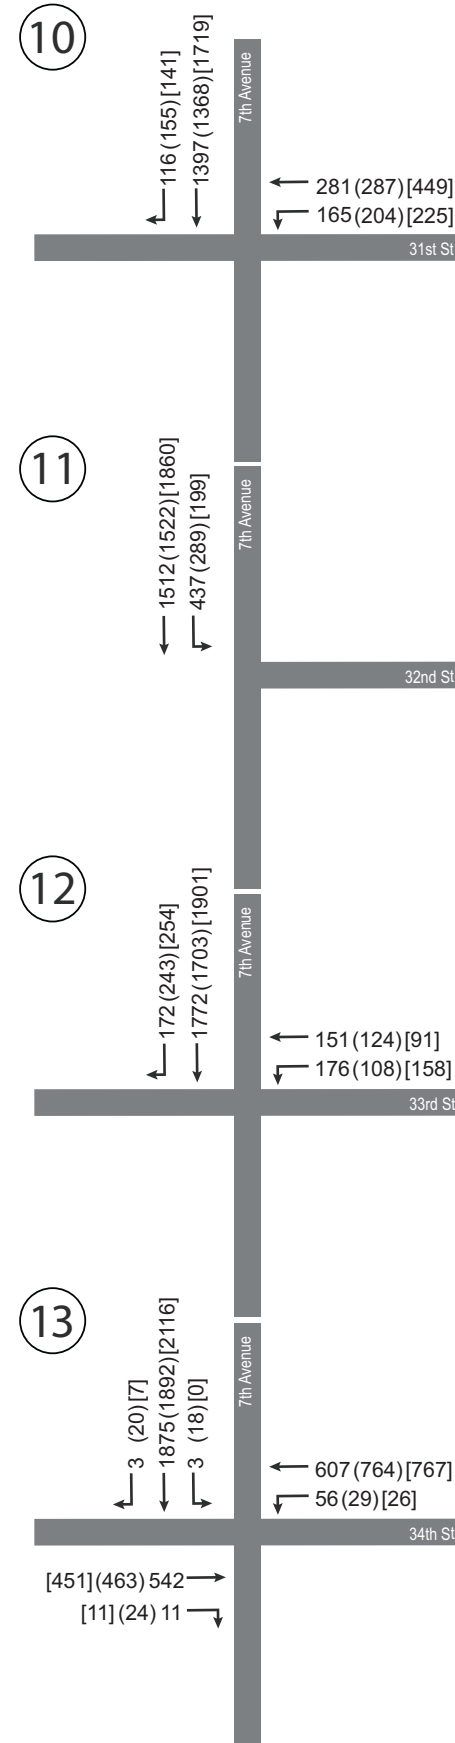 10
116 (155) [141]
1397 (1368) [1719]
7th Avenue
281 (287) [449]
165 (204) [225]
31st St
11
1512 (1522) [1860]
437 (289) [199]
7th Avenue
32nd St
12
172 (243) [254]
1772 (1703) [1901]
7th Avenue
151 (124) [91]
176 (108) [158]
33rd St
13
3 (20) [7]
1875 (1892) [2116]
3 (18) [0]
7th Avenue
607 (764) [767]
56 (29) [26]
34th St
[451] (463) 542
[11] (24) 11